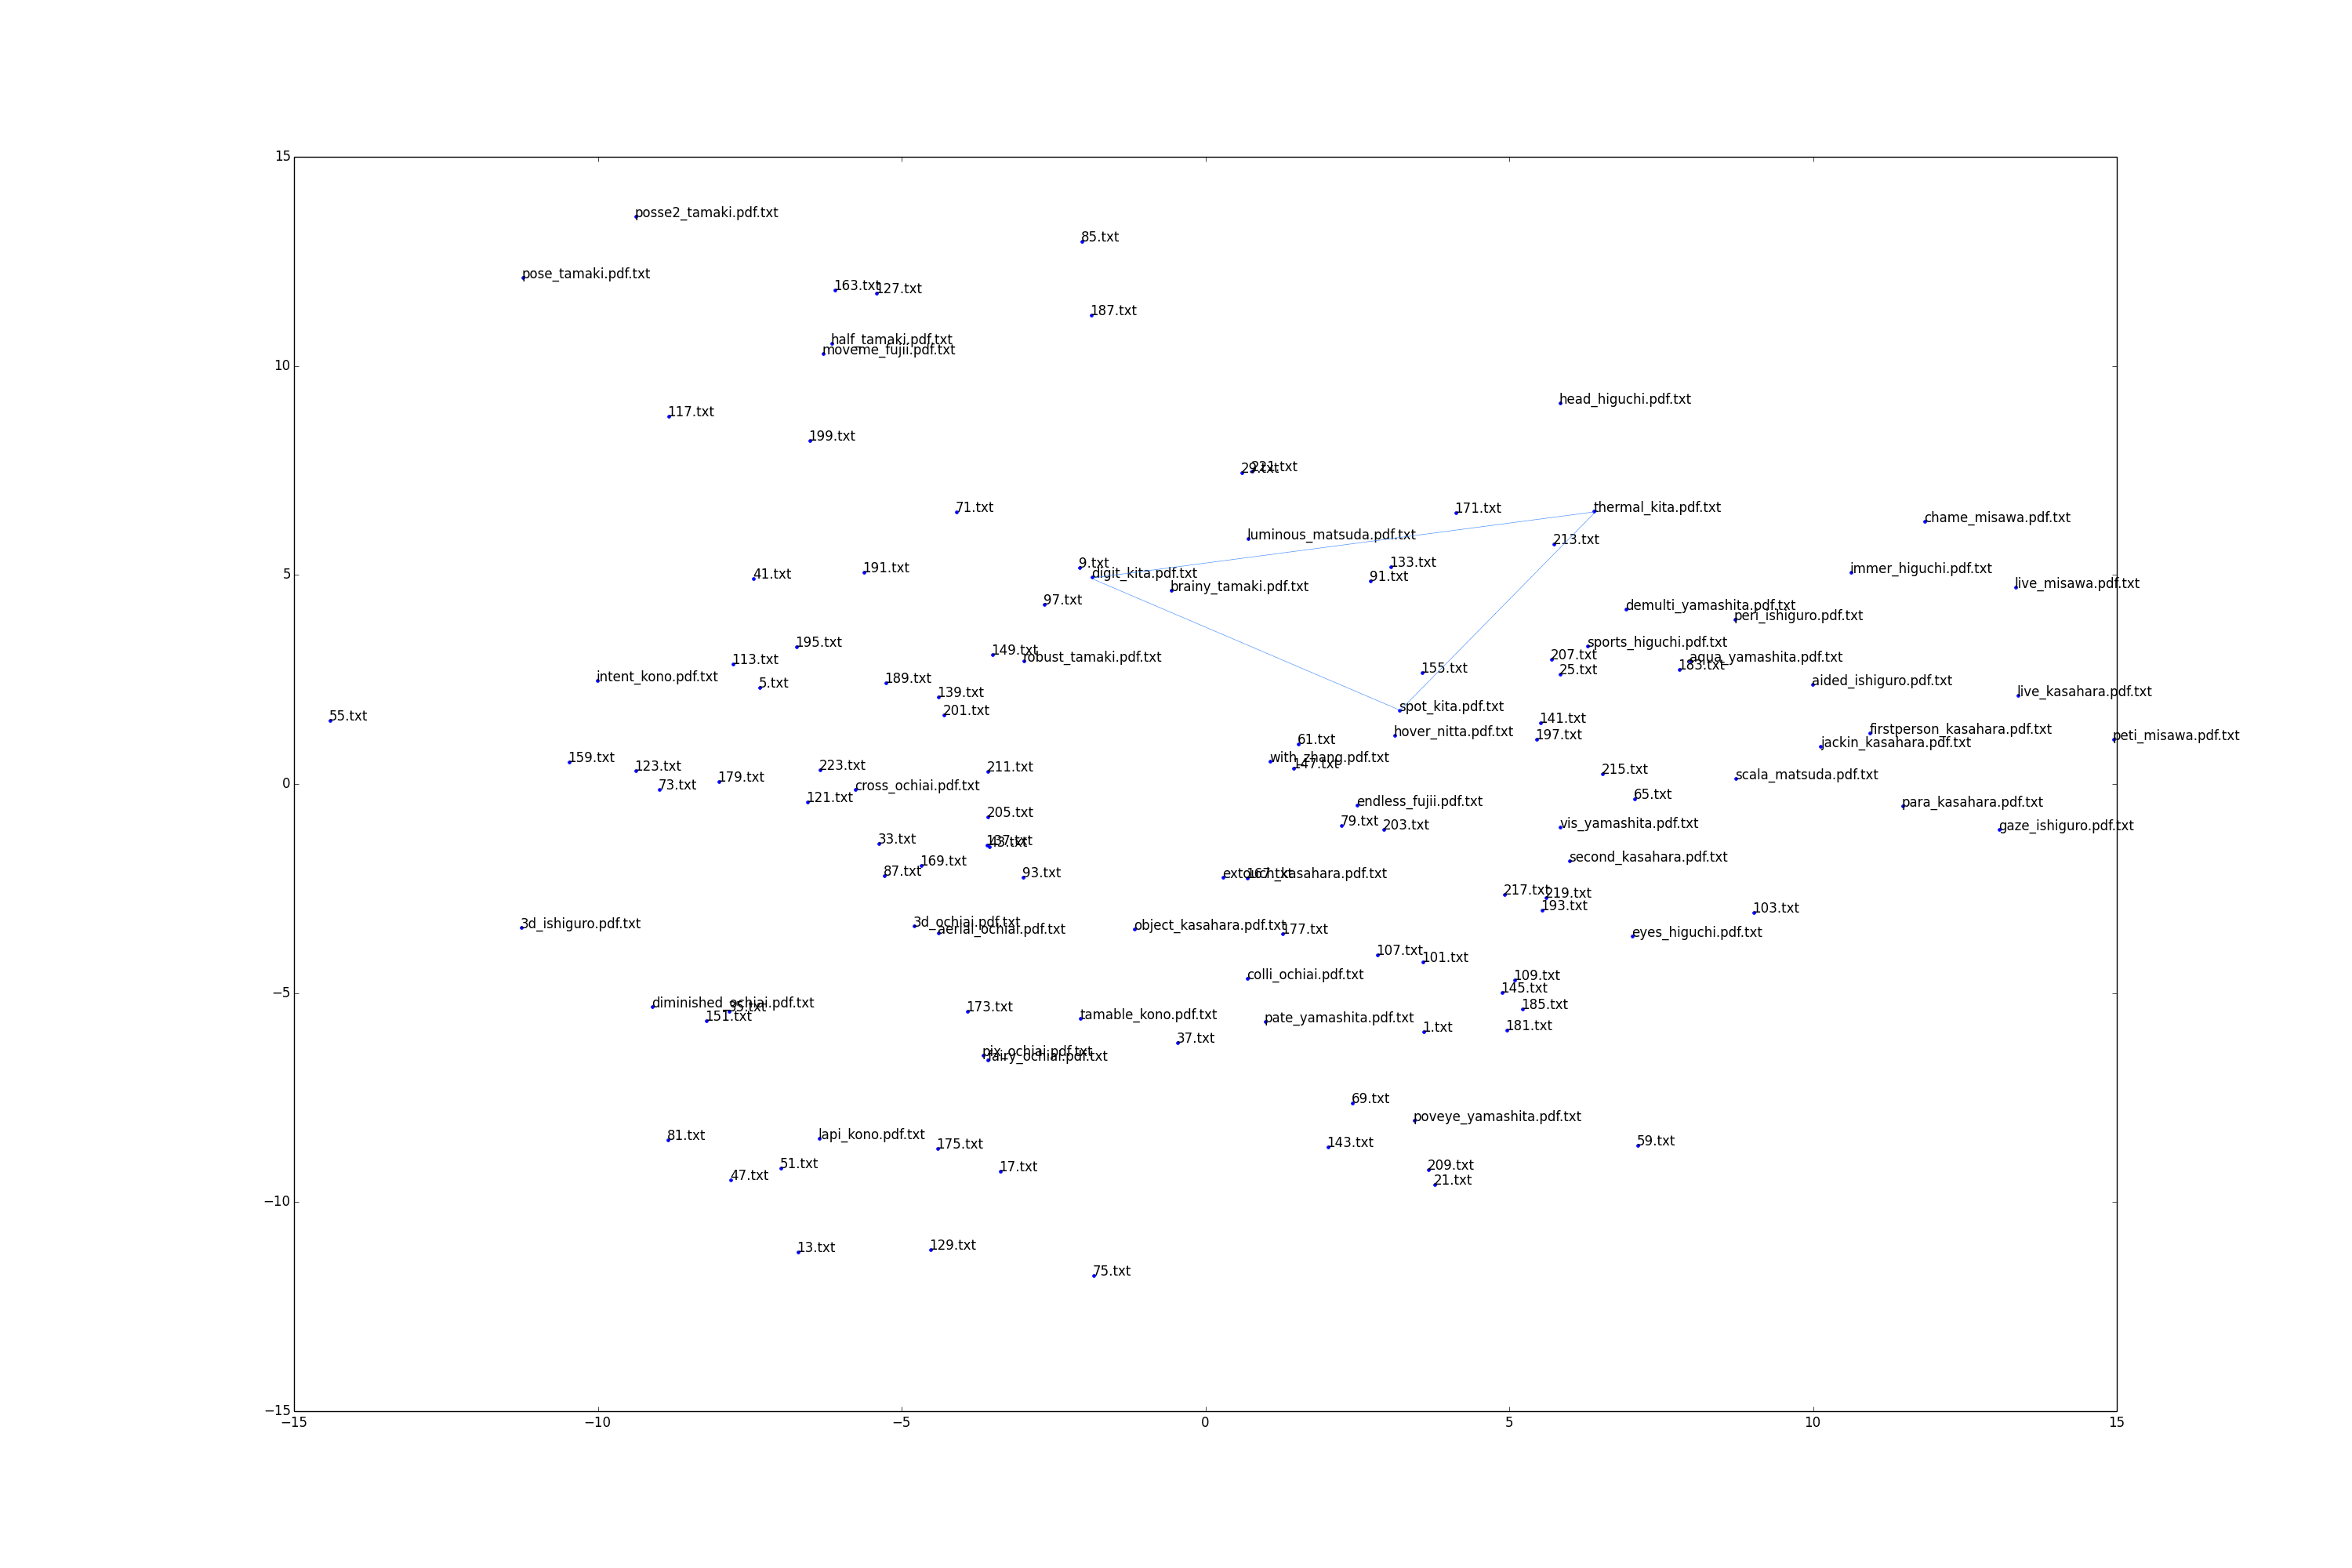 15
posse2_tamaki.pdf.txt
85.txt
pose_tamaki.pdf.txt
163.txt
127.txt
187.txt
half_tamaki.pdf.txt
moveme_fujii.pdf.txt
10
head_higuchi.pdf.txt
117.txt
199.txt
29.txt
221.txt
71.txt
171.txt
thermal_kita.pdf.txt
chame_misawa.pdf.txt
luminous_matsuda.pdf.txt
213.txt
9.txt
133.txt
191.txt
immer_higuchi.pdf.txt
5
41.txt
digit_kita.pdf.txt
91.txt
live_misawa.pdf.txt
brainy_tamaki.pdf.txt
97.txt
demulti_yamashita.pdf.txt
peri_ishiguro.pdf.txt
195.txt
sports_higuchi.pdf.txt
149.txt
robust_tamaki.pdf.txt
207.txt
aqua_yamashita.pdf.txt
113.txt
155.txt
25.txt
183.txt
intent_kono.pdf.txt
5.txt
189.txt
aided_ishiguro.pdf.txt
139.txt
live_kasahara.pdf.txt
201.txt
spot_kita.pdf.txt
55.txt
141.txt
hover_nitta.pdf.txt
197.txt
firstperson_kasahara.pdf.txt
peti_misawa.pdf.txt
61.txt
jackin_kasahara.pdf.txt
159.txt
with_zhang.pdf.txt
147.txt
123.txt
223.txt
211.txt
215.txt
scala_matsuda.pdf.txt
0
73.txt
179.txt
cross_ochiai.pdf.txt
121.txt
65.txt
endless_fujii.pdf.txt
para_kasahara.pdf.txt
205.txt
79.txt
203.txt
vis_yamashita.pdf.txt
gaze_ishiguro.pdf.txt
33.txt
137.txt
169.txt
second_kasahara.pdf.txt
87.txt
93.txt
extouch_kasahara.pdf.txt
167.txt
217.txt
219.txt
193.txt
103.txt
3d_ishiguro.pdf.txt
3d_ochiai.pdf.txt
aerial_ochiai.pdf.txt
object_kasahara.pdf.txt
177.txt
eyes_higuchi.pdf.txt
107.txt
101.txt
colli_ochiai.pdf.txt
109.txt
−5
145.txt
diminished_ochiai.pdf.txt
35.txt
151.txt
173.txt
185.txt
tamable_kono.pdf.txt
pate_yamashita.pdf.txt
1.txt
181.txt
37.txt
pix_ochiai.pdf.txt
fairy_ochiai.pdf.txt
69.txt
poveye_yamashita.pdf.txt
81.txt
lapi_kono.pdf.txt
175.txt
143.txt
59.txt
51.txt
17.txt
209.txt
47.txt
21.txt
−10
13.txt
129.txt
75.txt
−15
−15 −10 −5 0 5 10 15